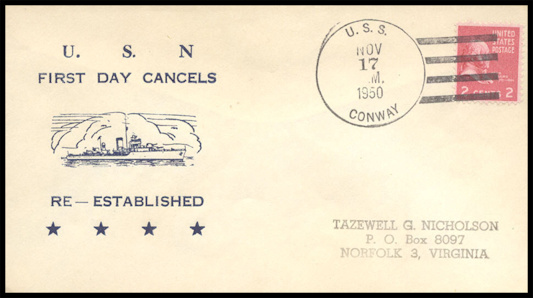 U. S. N
FIRST DAY CANCELS
RE—ESTABLISHED
U. S. S.
NOV
17
M.
1950
CONWAY
UNITED
STATES
POSTAGE
2 CENTS 2
TAZEWELL G. NICHOLSON
P. O. Box 8097
NORFOLK 3, VIRGINIA